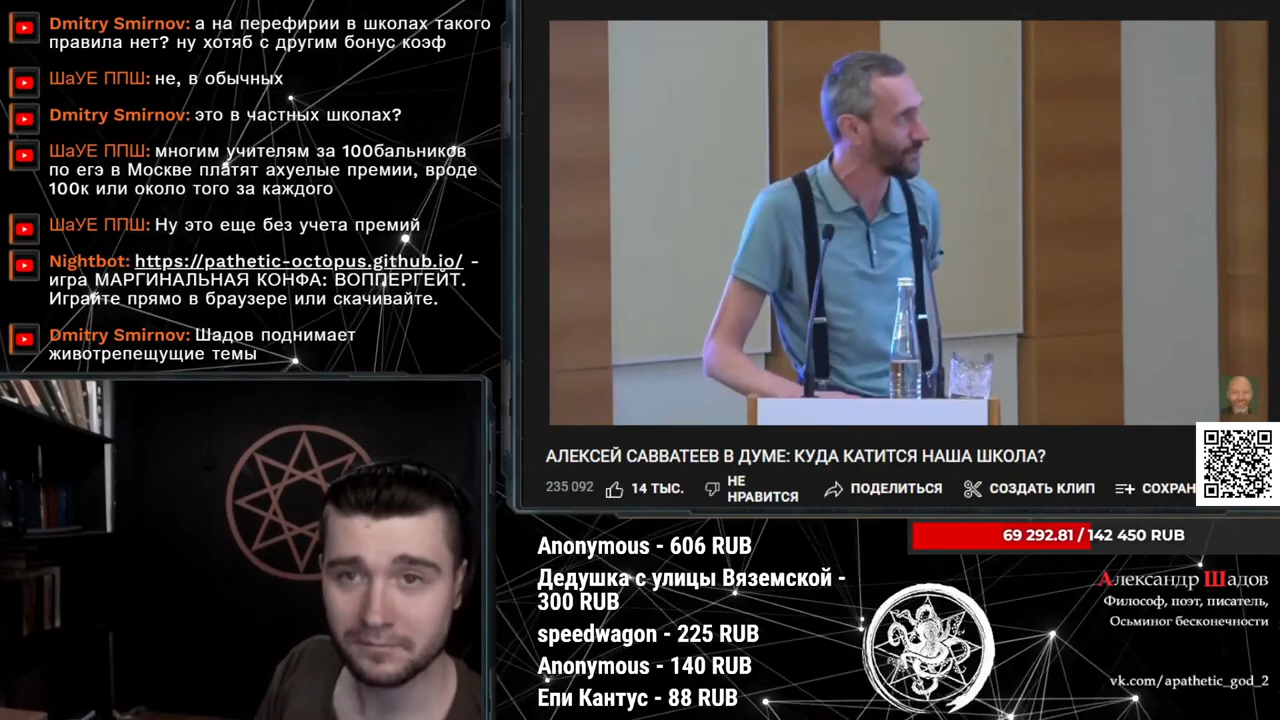 Dmitry Smirnov: а на перефирии в школах такого
правила нет? ну хотяб с другим бонус коэф
ШаУЕ ППШ: не, в обычных
Dmitry Smirnov: это в частных школах?
ШаУЕ ППШ: многим учителям за 100бальников
по егэ в Москве платят ахуелые премии, вроде
100к или около того за каждого
ШаУЕ ППШ: Ну это еще без учета премий
Nightbot: https://pathetic-octopus.github.io/ -
игра МАРГИНАЛЬНАЯ КОНФА: ВОППЕРГЕЙТ.
Играйте прямо в браузере или скачивайте.
Dmitry Smirnov: Шадов поднимает
животрепещущие темы
АЛЕКСЕЙ САВВАТЕЕВ В ДУМЕ: КУДА КАТИТСЯ НАША ШКОЛА?
235 092 14 ТЫС. НЕ
НРАВИТСЯ ПОДЕЛИТЬСЯ СОЗДАТЬ КЛИП СОХРАН
Anonymous - 606 RUB
Дедушка с улицы Вяземской -
300 RUB
speedwagon - 225 RUB
Anonymous - 140 RUB
Епи Кантус - 88 RUB
69 292.81 / 142 450 RUB
Александр Шадов
Философ, поэт, писатель,
Осьминог бесконечности
vk.com/apathetic_god_2